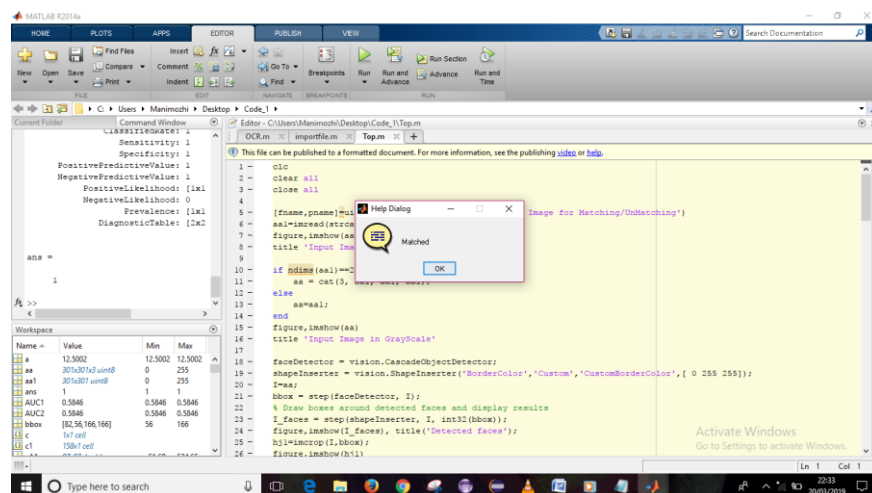 MATLAB R2014a
HOME PLOTS APPS EDITOR PUBLISH VIEW Search Documentation
New Open Save Find Files Compare Print Insert Comment Indent fx Go To Find Breakpoints Run Run and Advance Run Section Advance Run and Time
FILE EDIT NAVIGATE BREAKPOINTS RUN
C: Users Manimozhi Desktop Code_1
Current Folder Command Window
ClassifiedRate: 1
Sensitivity: 1
Specificity: 1
PositivePredictiveValue: 1
NegativePredictiveValue: 1
PositiveLikelihood: [1x1
NegativeLikelihood: 0
Prevalence: [1x1
DiagnosticTable: [2x2
ans =
1
fx >>
Workspace
Name Value Min Max
a 12.5002 12.5002 12.5002
aa 301x301x3 uint8 0 255
aa1 301x301 uint8 0 255
ans 1 1 1
AUC1 0.5846 0.5846 0.5846
AUC2 0.5846 0.5846 0.5846
bbox [82,56,166,166] 56 166
c 1x1 cell
c1 158x1 cell
Editor - C:\Users\Manimozhi\Desktop\Code_1\Top.m
OCR.m importfile.m Top.m +
This file can be published to a formatted document. For more information, see the publishing video or help.
1 - clc
2 - clear all
3 - close all
4
5 - [fname,pname]=ui Image for Matching/UnMatching')
6 - aa1=imread(strca
7 - figure,imshow(aa
8 - title 'Input Ima
9
10 - if ndims(aa1)==2
11 - aa = cat(3,
12 - else
13 - aa=aa1;
14 - end
15 - figure,imshow(aa)
16 - title 'Input Image in GrayScale'
17
18 - faceDetector = vision.CascadeObjectDetector;
19 - shapeInserter = vision.ShapeInserter('BorderColor','Custom','CustomBorderColor',[ 0 255 255]);
20 - I=aa;
21 - bbox = step(faceDetector, I);
22 % Draw boxes around detected faces and display results
23 - I_faces = step(shapeInserter, I, int32(bbox));
24 - figure,imshow(I_faces), title('Detected faces');
25 - hj1=imcrop(I,bbox);
26 - figure,imshow(hj1)
Help Dialog
Matched
OK
Activate Windows
Go to Settings to activate Windows.
Ln 1 Col 1
Type here to search
22:33
20/03/2019